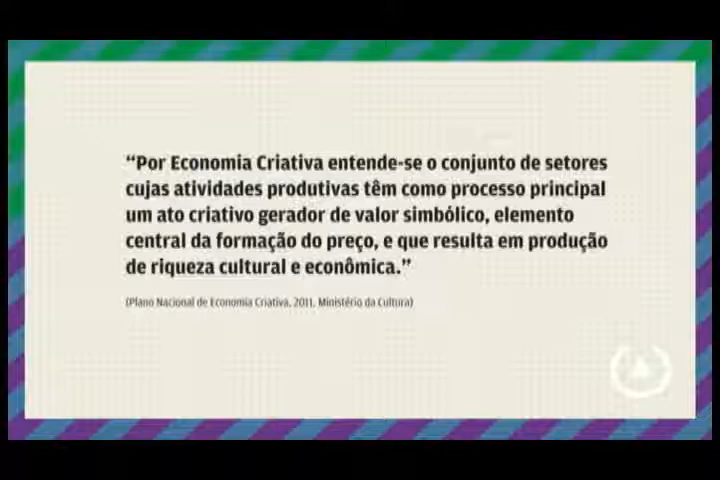 “Por Economia Criativa entende-se o conjunto de setores
cujas atividades produtivas têm como processo principal
um ato criativo gerador de valor simbólico, elemento
central da formação do preço, e que resulta em produção
de riqueza cultural e econômica.”
(Plano Nacional de Economia Criativa, 2011, Ministério da Cultura)